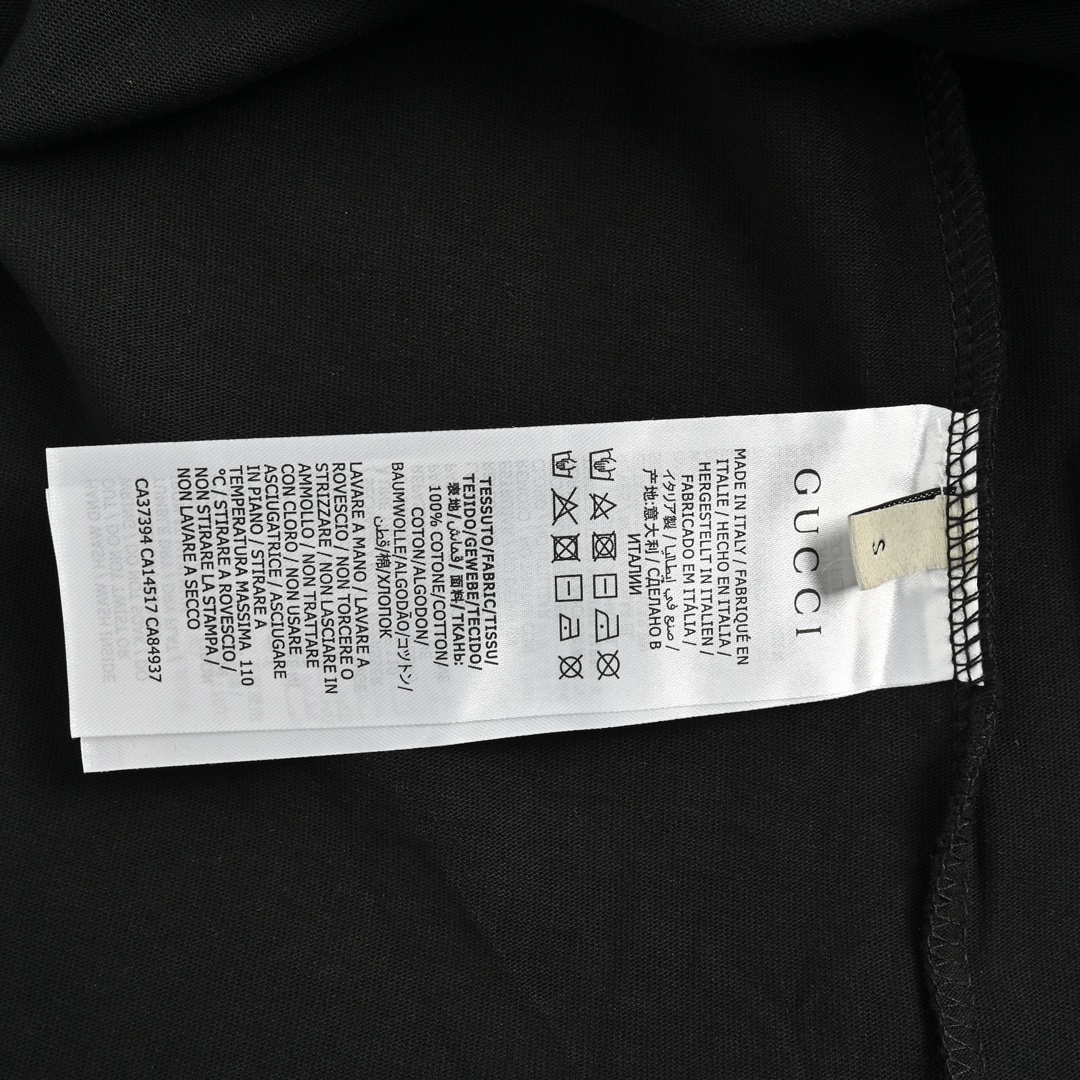 GUCCI
S
MADE IN ITALY / FABRIQUÉ EN
ITALIE / HECHO EN ITALIA /
HERGESTELLT IN ITALIEN /
FABRICADO EM ITÁLIA /
イタリア製 / صنع في إيطاليا /
产地:意大利 / СДЕЛАНО В
ИТАЛИИ
TESSUTO/FABRIC/TISSU/
TEJIDO/GEWEBE/TECIDO/
表地/قماش/面料/ТКАНЬ:
100% COTONE/COTTON/
COTON/ALGODON/
BAUMWOLLE/ALGODAO/コットン/
قطن/棉/ХЛОПОК
LAVARE A MANO / LAVARE A
ROVESCIO / NON TORCERE O
STRIZZARE / NON LASCIARE IN
AMMOLLO / NON TRATTARE
CON CLORO / NON USARE
ASCIUGATRICE / ASCIUGARE
IN PIANO / STIRARE A
TEMPERATURA MASSIMA 110
°C/ STIRARE A ROVESCIO /
NON STIRARE LA STAMPA /
NON LAVARE A SECCO
CA37394 CA14517 CA84937